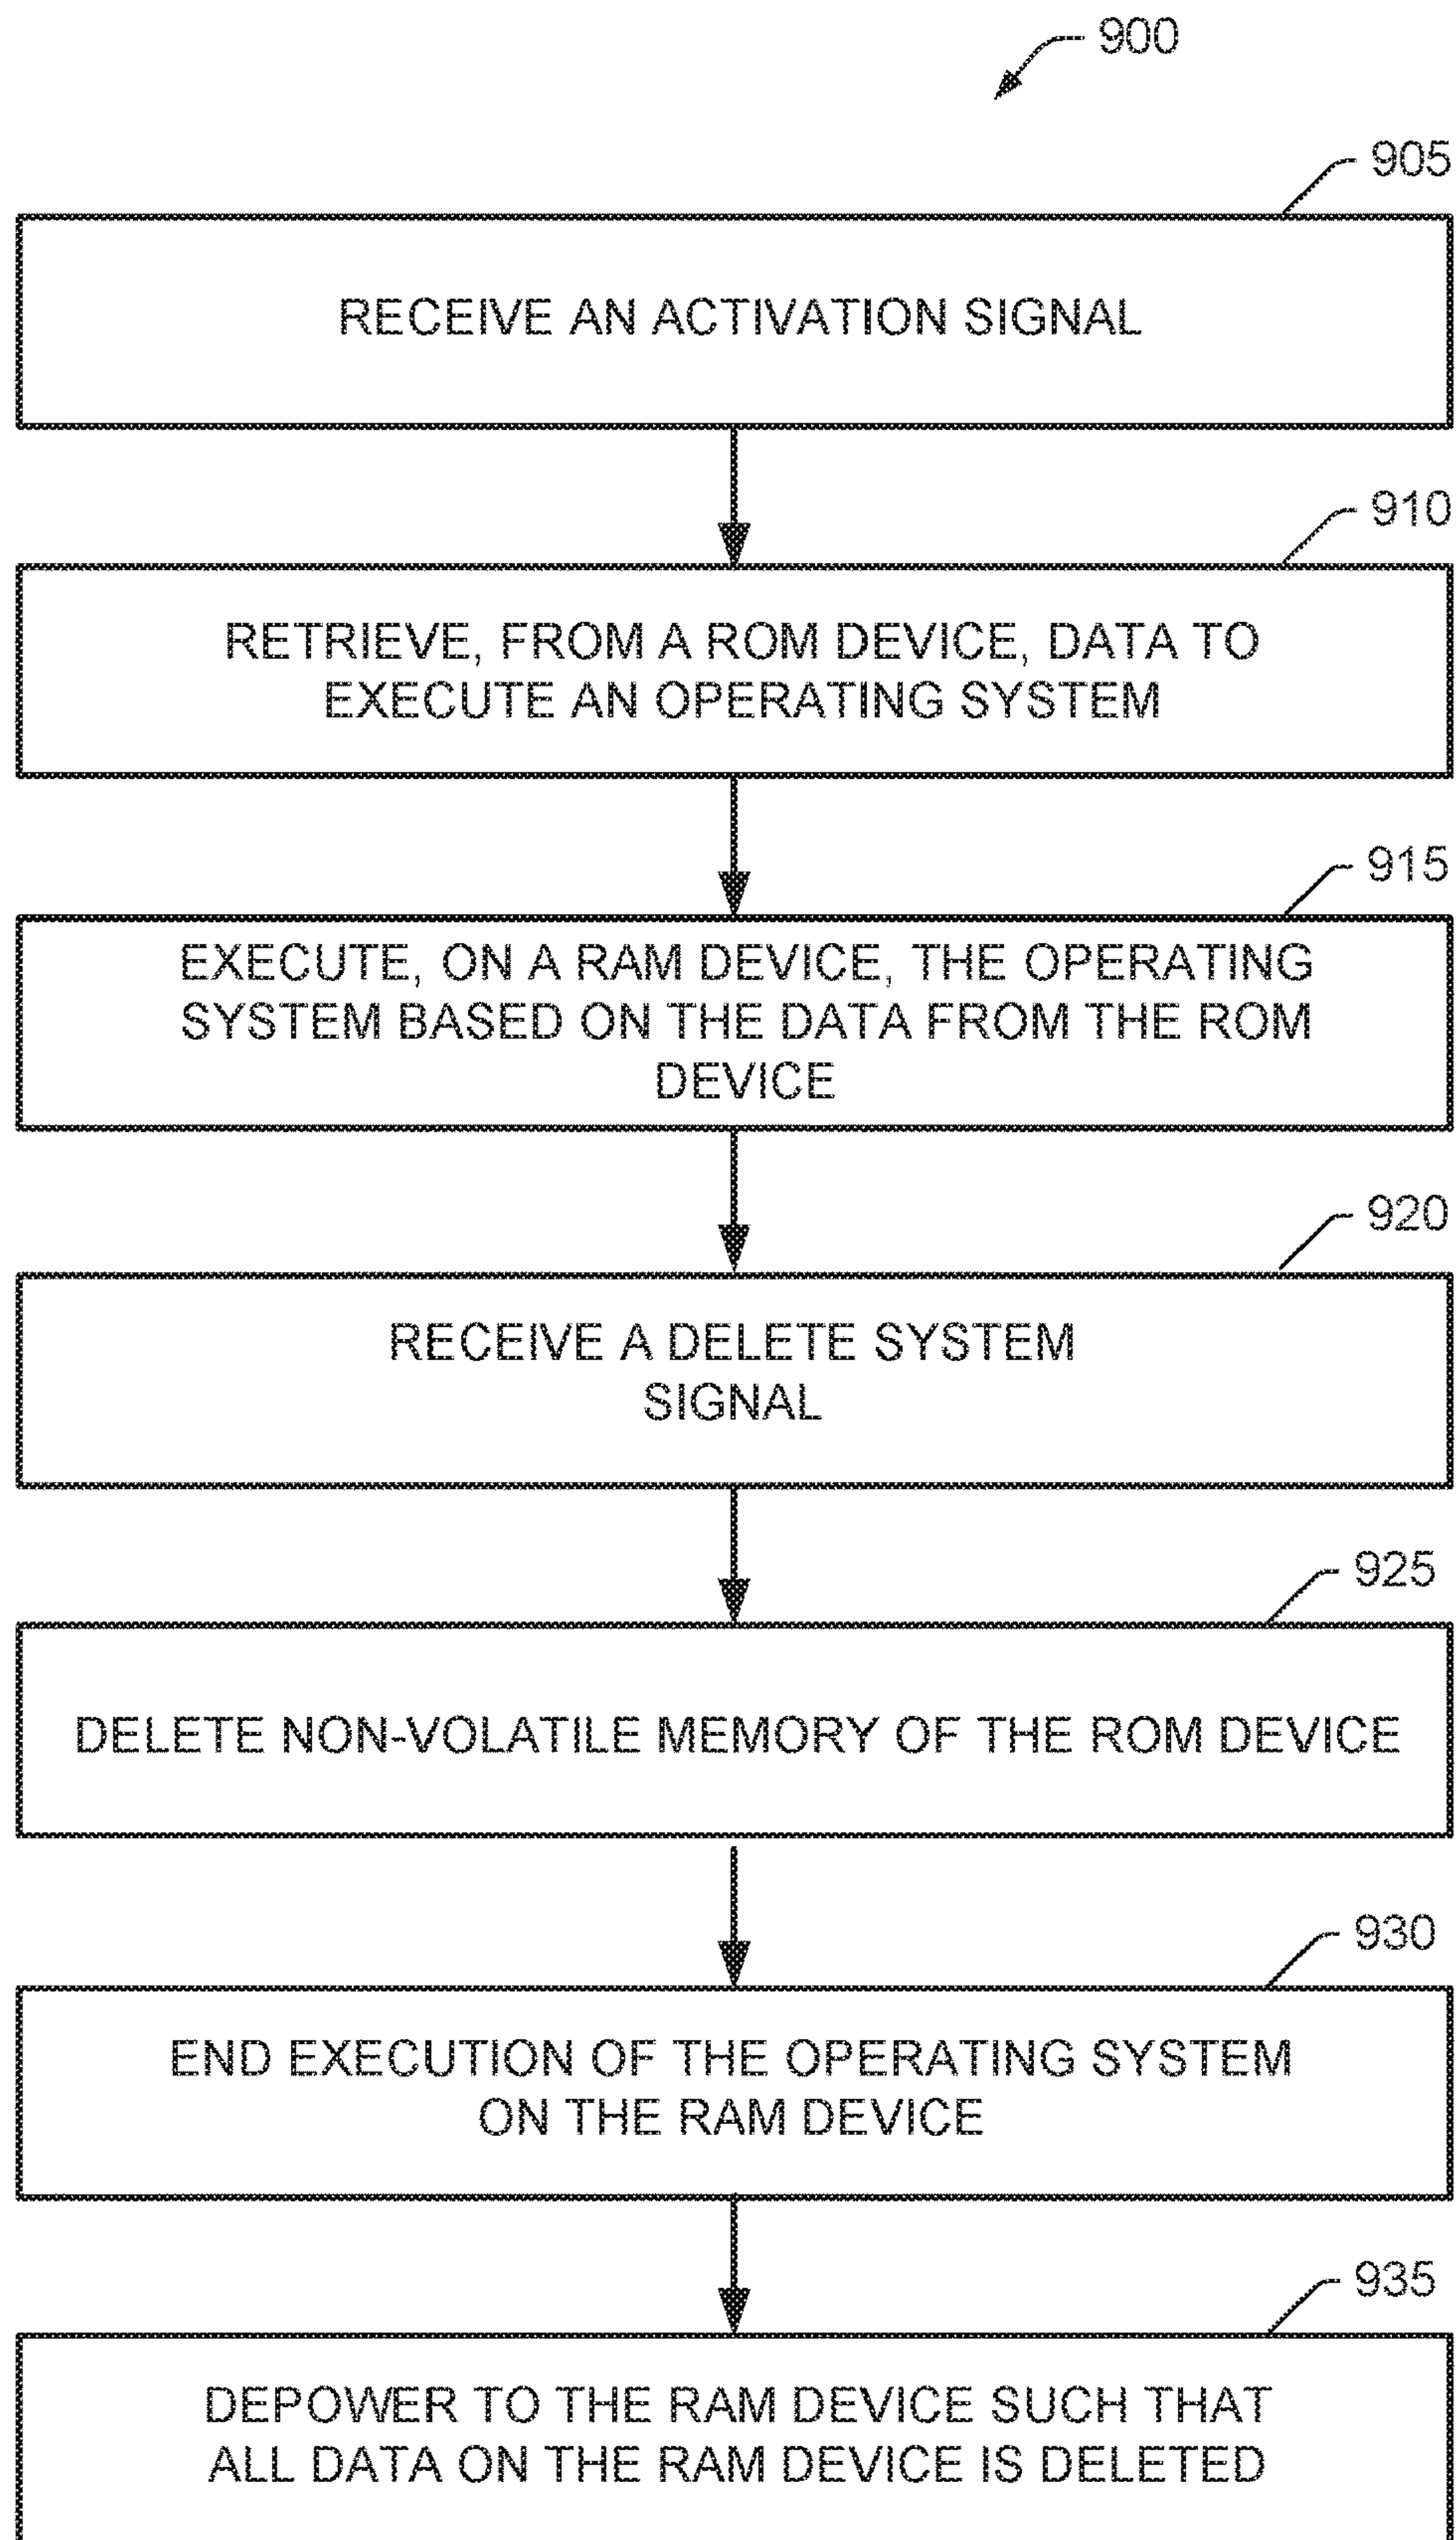 900
905
RECEIVE AN ACTIVATION SIGNAL
910
RETRIEVE, FROM A ROM DEVICE, DATA TO
EXECUTE AN OPERATING SYSTEM
915
EXECUTE, ON A RAM DEVICE, THE OPERATING
SYSTEM BASED ON THE DATA FROM THE ROM
DEVICE
920
RECEIVE A DELETE SYSTEM
SIGNAL
925
DELETE NON-VOLATILE MEMORY OF THE ROM DEVICE
930
END EXECUTION OF THE OPERATING SYSTEM
ON THE RAM DEVICE
935
DEPOWER TO THE RAM DEVICE SUCH THAT
ALL DATA ON THE RAM DEVICE IS DELETED